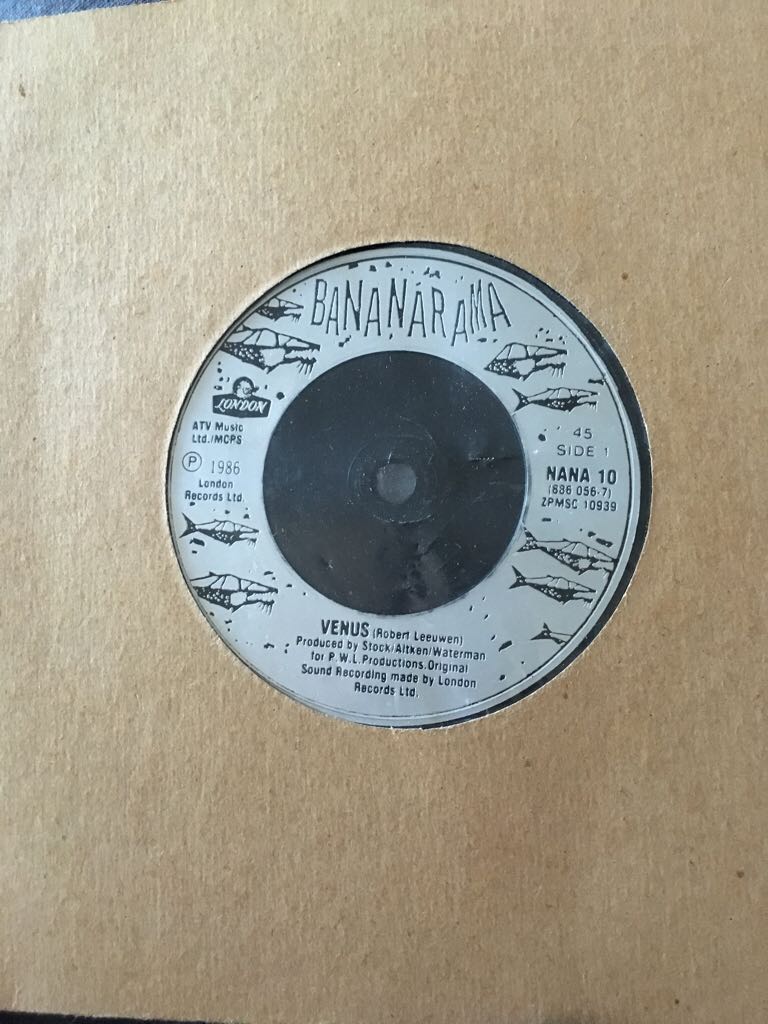 BANANARAMA
LONDON
ATV Music
Ltd./MCPS
Ⓟ 1986
London
Records Ltd.
45
SIDE 1
NANA 10
(886 056-7)
ZPMSC 10939
VENUS (Robert Leeuwen)
Produced by Stock/Aitken/Waterman
for P.W.L.Productions.Original
Sound Recording made by London
Records Ltd.